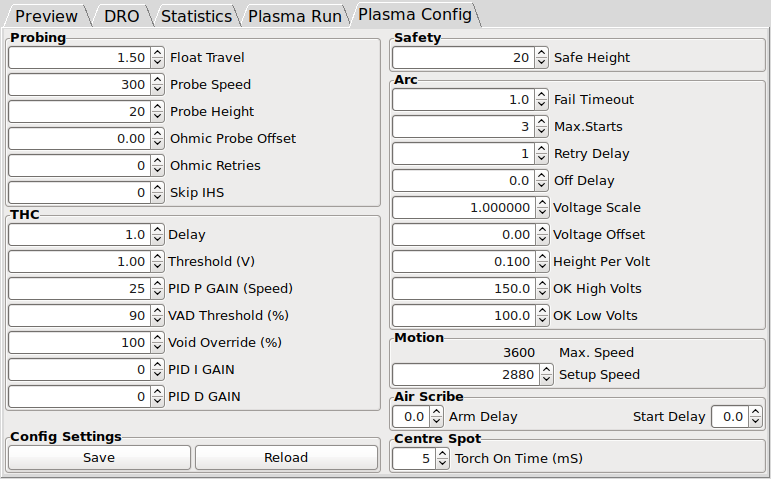 Preview DRO Statistics Plasma Run Plasma Config
Probing
1.50 Float Travel
300 Probe Speed
20 Probe Height
0.00 Ohmic Probe Offset
0 Ohmic Retries
0 Skip IHS
THC
1.0 Delay
1.00 Threshold (V)
25 PID P GAIN (Speed)
90 VAD Threshold (%)
100 Void Override (%)
0 PID I GAIN
0 PID D GAIN
Config Settings
Save Reload
Safety
20 Safe Height
Arc
1.0 Fail Timeout
3 Max.Starts
1 Retry Delay
0.0 Off Delay
1.000000 Voltage Scale
0.00 Voltage Offset
0.100 Height Per Volt
150.0 OK High Volts
100.0 OK Low Volts
Motion
3600 Max. Speed
2880 Setup Speed
Air Scribe
0.0 Arm Delay Start Delay 0.0
Centre Spot
5 Torch On Time (mS)